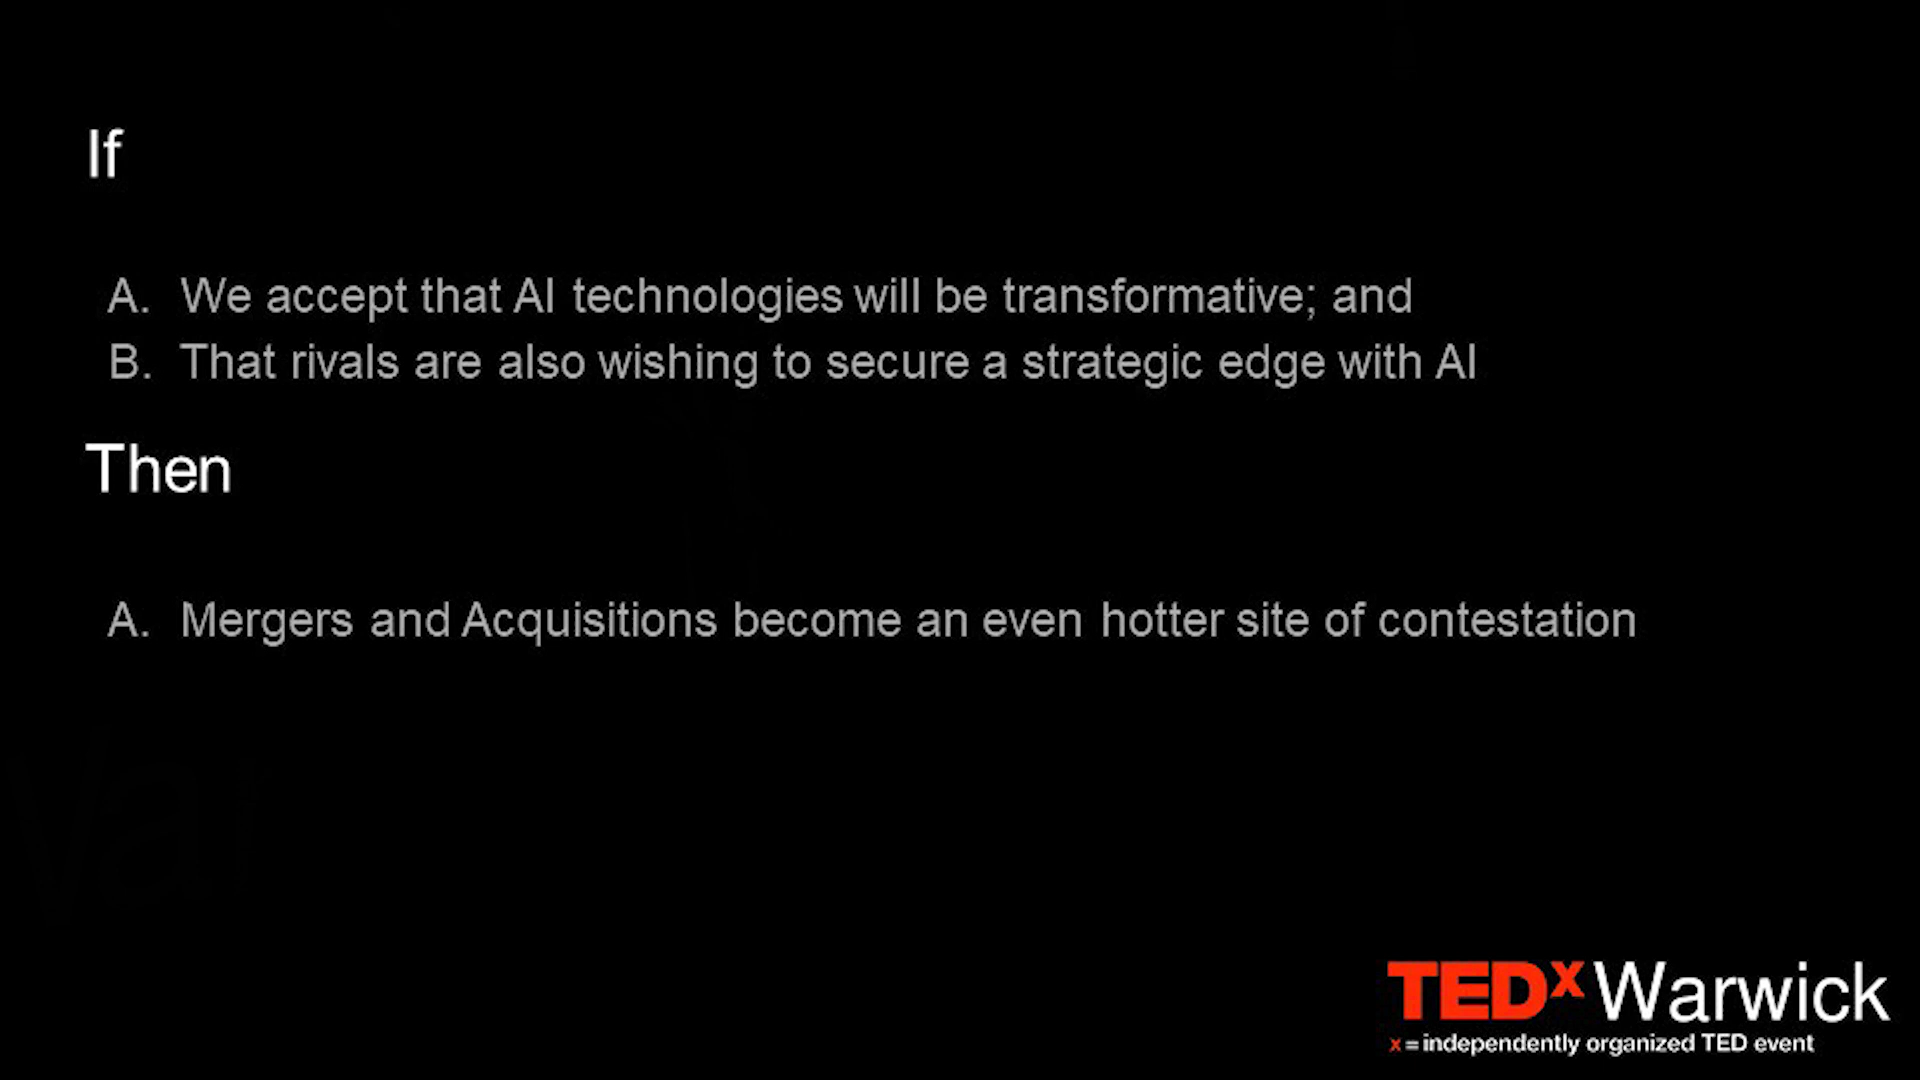 If
A. We accept that AI technologies will be transformative; and
B. That rivals are also wishing to secure a strategic edge with AI
Then
A. Mergers and Acquisitions become an even hotter site of contestation
TEDxWarwick
x = independently organized TED event